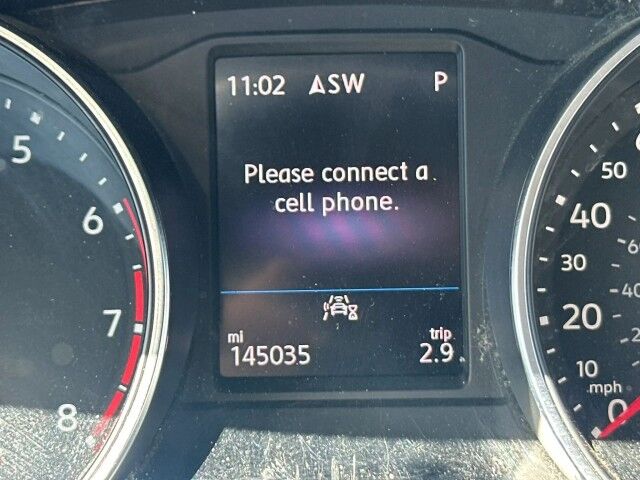 11:02 ASW P
Please connect a
cell phone.
mi trip
145035 2.9
5
6
7
8
50
40
30
20
10
mph
0